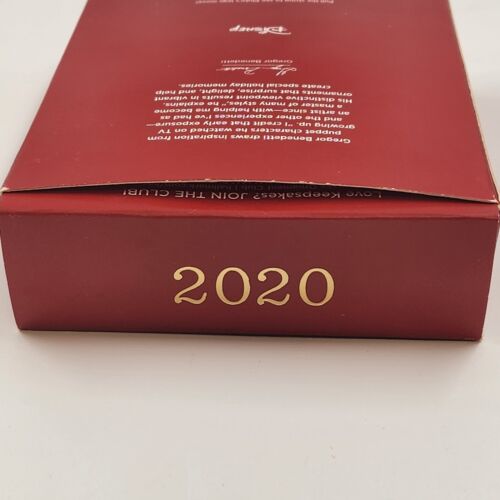 Gregor Benedetti draws inspiration from
puppet characters he watched on TV
growing up. "I credit that early exposure—
and the other experiences I've had as
an artist since—with helping me become
a master of many styles," he explains.
His distinctive viewpoint results in vibrant
Ornaments that surprise, delight, and help
create special holiday memories.
Gregor Benedetti
Disney
Love Keepsakes? JOIN THE CLUB!
2020